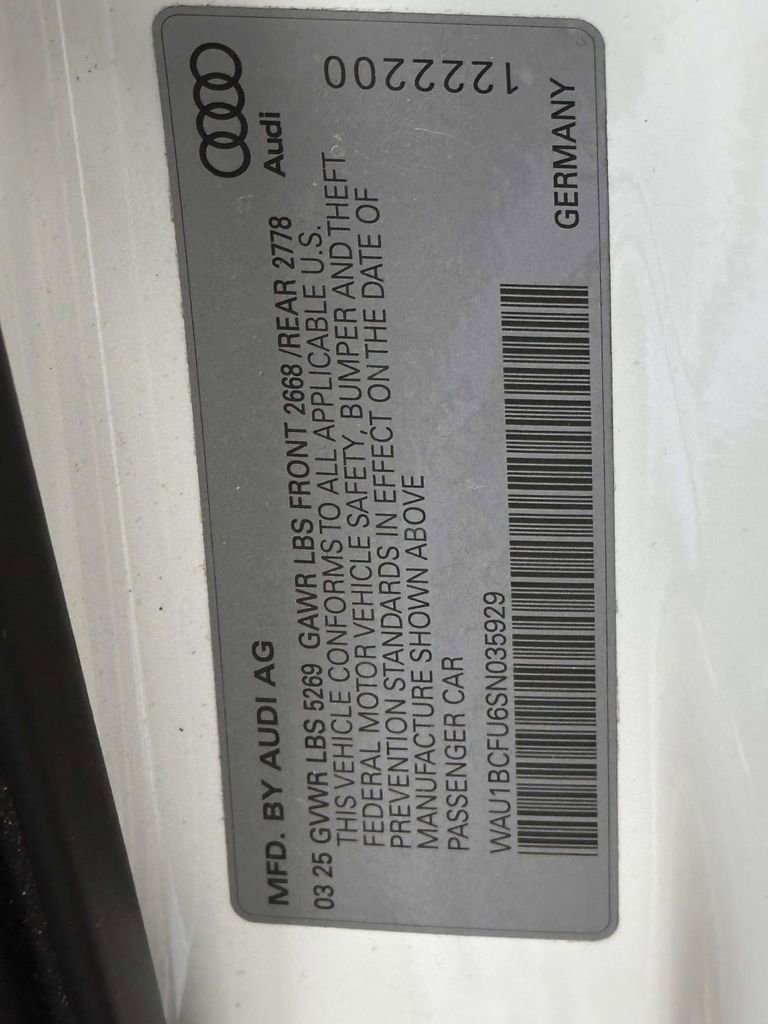 MFD. BY AUDI AG
Audi
03 25 GVWR LBS 5269 GAWR LBS FRONT 2668 /REAR 2778
THIS VEHICLE CONFORMS TO ALL APPLICABLE U.S.
FEDERAL MOTOR VEHICLE SAFETY, BUMPER AND THEFT
PREVENTION STANDARDS IN EFFECT ON THE DATE OF
MANUFACTURE SHOWN ABOVE
PASSENGER CAR
1222200
WAU1BCFU6SN035929
GERMANY